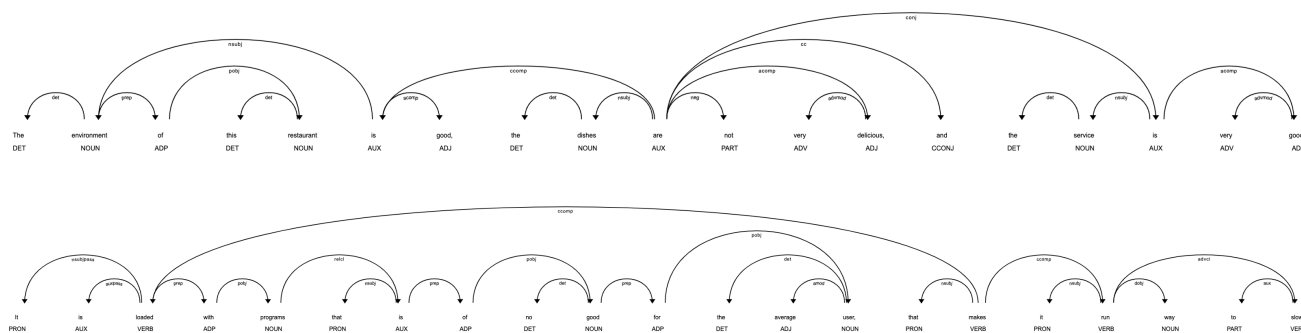 conj
nsubj cc
pobj ccomp acomp acomp
det prep det acomp det nsubj neg advmod det nsubj advmod
The environment of this restaurant is good, the dishes are not very delicious, and the service is very good
DET NOUN ADP DET NOUN AUX ADJ DET NOUN AUX PART ADV ADJ CCONJ DET NOUN AUX ADV AD
ccomp
pobj
nsubjpass relcl pobj det ccomp advcl
auxpass prep pobj nsubj prep det prep amod nsubj nsubj dobj aux
It is loaded with programs that is of no good for the average user, that makes it run way to slow
PRON AUX VERB ADP NOUN PRON AUX ADP DET NOUN ADP DET ADJ NOUN PRON VERB PRON VERB NOUN PART VER